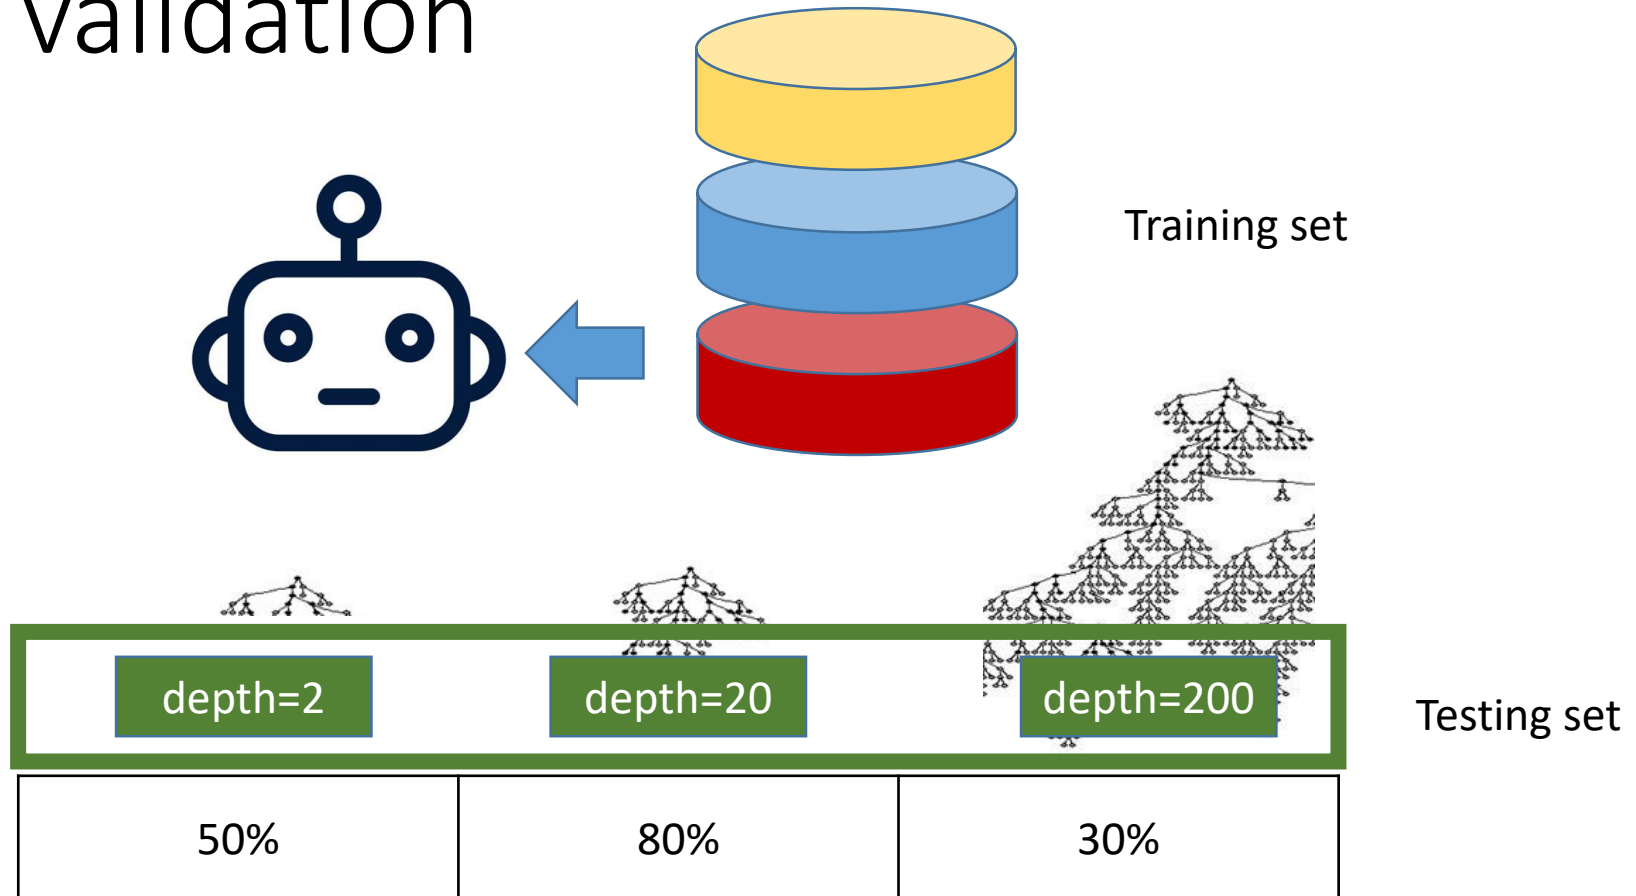 validation
Training set
depth=2
depth=20
depth=200
Testing set
50%
80%
30%